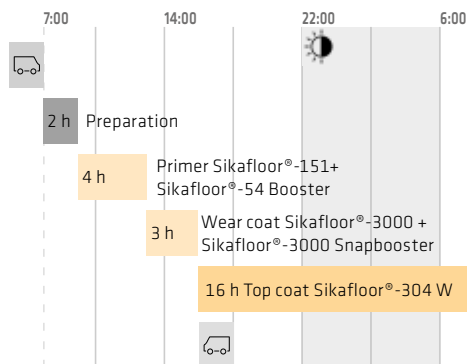 7:00 14:00 22:00 6:00
2 h Preparation
4 h
Primer Sikafloor®-151+
Sikafloor®-54 Booster
3 h
Wear coat Sikafloor®-3000 +
Sikafloor®-3000 Snapbooster
16 h Top coat Sikafloor®-304 W